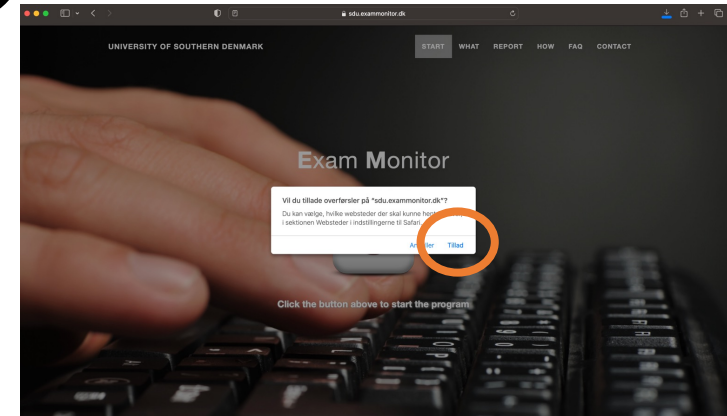 sdu.exammonitor.dk
UNIVERSITY OF SOUTHERN DENMARK
START WHAT REPORT HOW FAQ CONTACT
Exam Monitor
Vil du tillade overførsler på "sdu.exammonitor.dk"?
Du kan vælge, hvilke websteder der skal kunne
i sektionen Websteder i indstillingerne til Safari.
Tillad
Click the button above to start the program